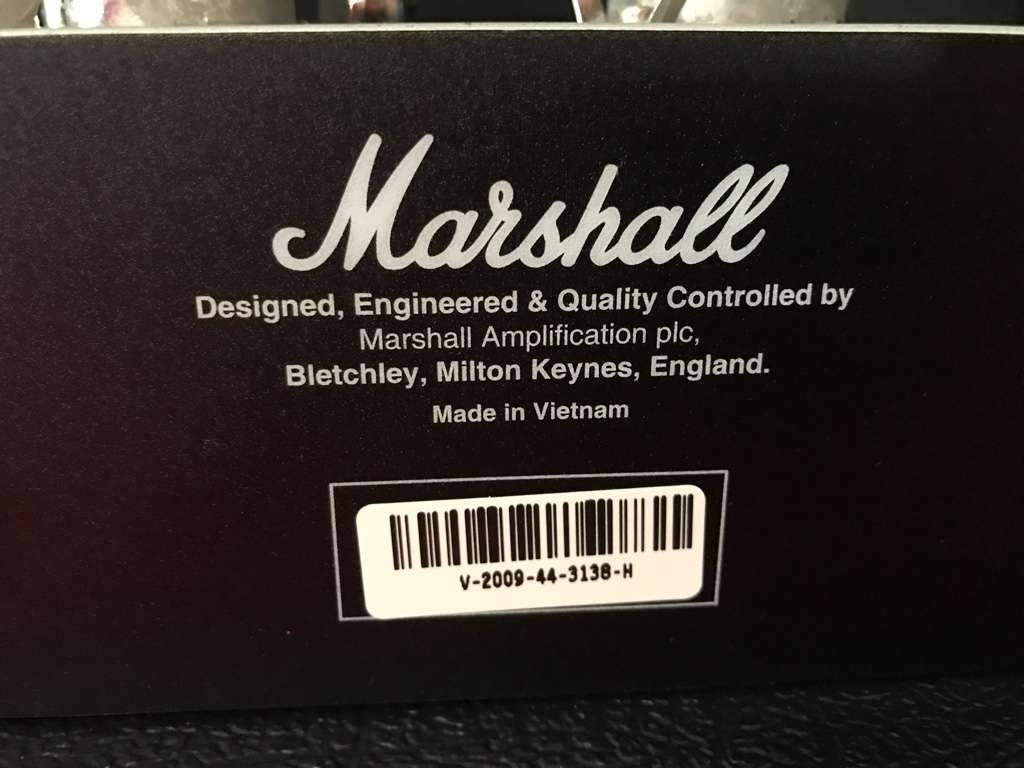 Marshall
Designed, Engineered & Quality Controlled by
Marshall Amplification plc,
Bletchley, Milton Keynes, England.
Made in Vietnam
V-2009-44-3138-H